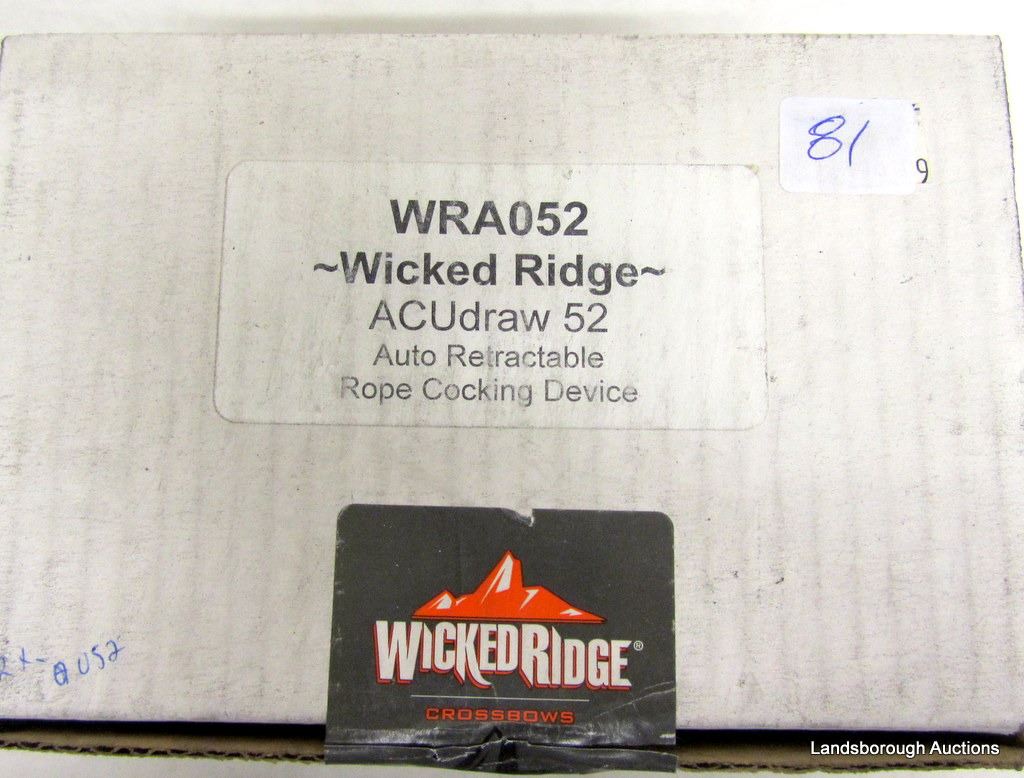 81
9
WRA052
~Wicked Ridge~
ACUdraw 52
Auto Retractable
Rope Cocking Device
WICKEDRIDGE®
CROSSBOWS
Landsborough Auctions